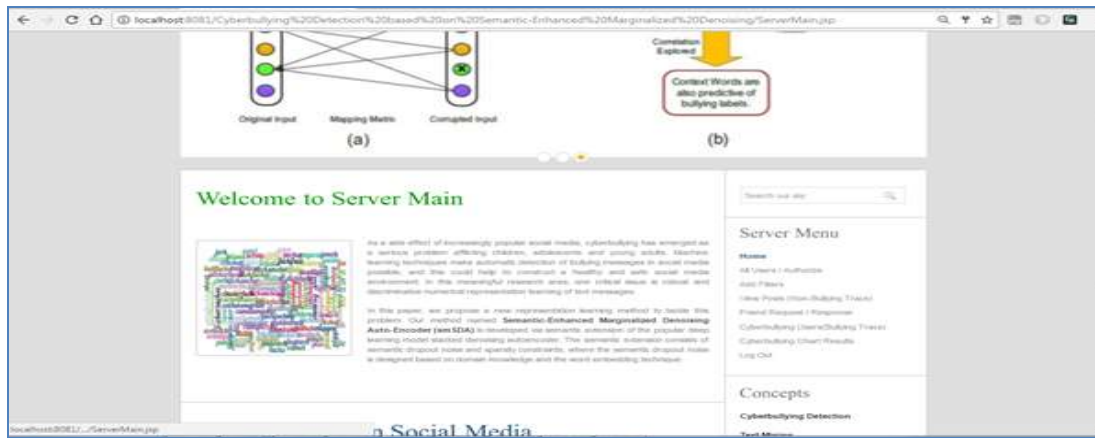 localhost:8081/Cyberbullying%20Detection%20based%20on%20Semantic-Enhanced%20Marginalized%20Denoising/ServerMain.jsp
Original Input Mapping Matrix Corrupted Input
(a)
Correlation
Explored
Context Words are
also predictive of
bullying labels.
(b)
Welcome to Server Main
As a side effect of increasingly popular social media, cyberbullying has emerged as
a serious problem afflicting children, adolescents and young adults. Machine
learning techniques make automatic detection of bullying messages in social media
possible, and this could help to construct a healthy and safe social media
environment. In this meaningful research area, one critical issue is robust and
discriminative numerical representation learning of text messages.
In this paper, we propose a new representation learning method to tackle this
problem. Our method named Semantic-Enhanced Marginalized Denoising
Auto-Encoder (smSDA) is developed via semantic extension of the popular deep
learning model stacked denoising autoencoder. The semantic extension consists of
semantic dropout noise and sparsity constraints, where the semantic dropout noise
is designed based on domain knowledge and the word embedding technique.
Search our site
Server Menu
Home
All Users / Authorize
Add Filters
View Posts (Non-Bullying Trace)
Friend Request / Response
Cyberbullying Users(Bullying Trace)
Cyberbullying Chart Results
Log Out
Concepts
Cyberbullying Detection
Text Mining
n Social Media
localhost:8081/.../ServerMain.jsp